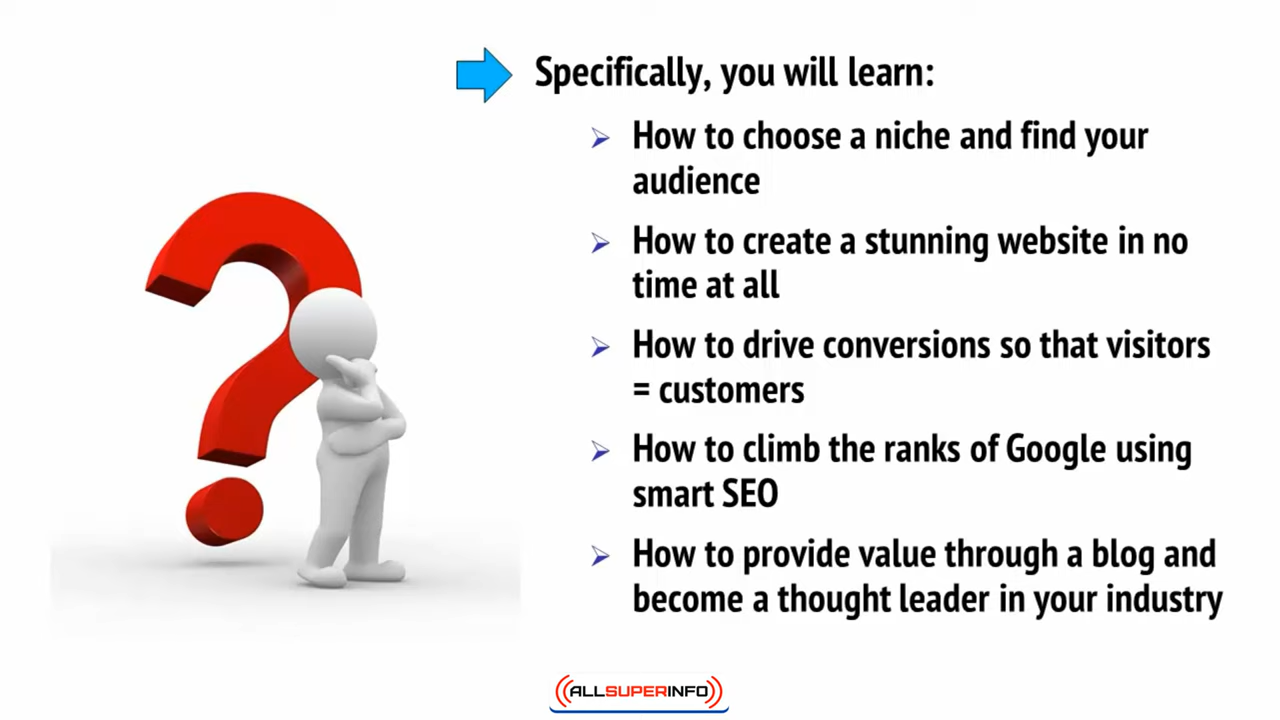 Specifically, you will learn:
How to choose a niche and find your
audience
How to create a stunning website in no
time at all
How to drive conversions so that visitors
= customers
How to climb the ranks of Google using
smart SEO
How to provide value through a blog and
become a thought leader in your industry
ALLSUPERINFO